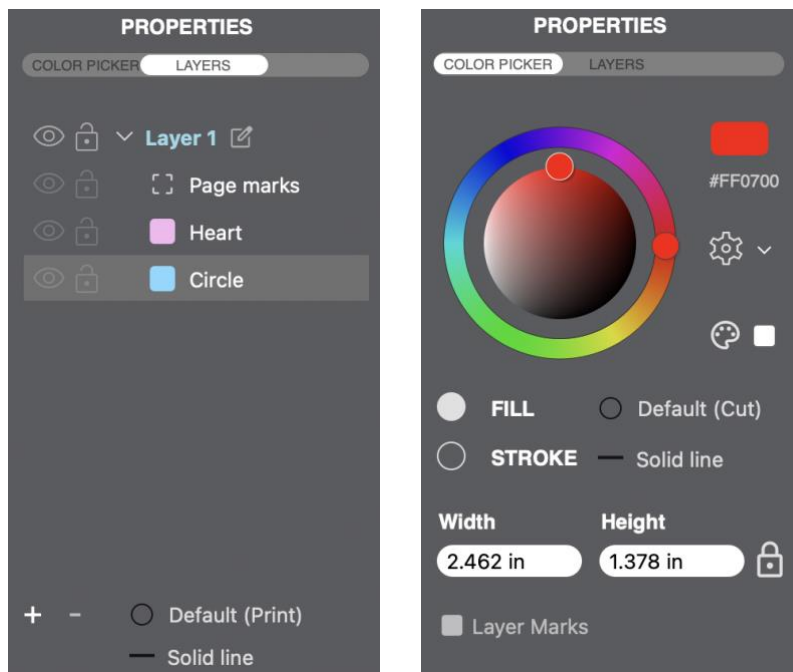 PROPERTIES
COLOR PICKER LAYERS
Layer 1
Page marks
Heart
Circle
+ - Default (Print)
Solid line
PROPERTIES
COLOR PICKER LAYERS
#FF0700
FILL Default (Cut)
STROKE Solid line
Width Height
2.462 in 1.378 in
Layer Marks